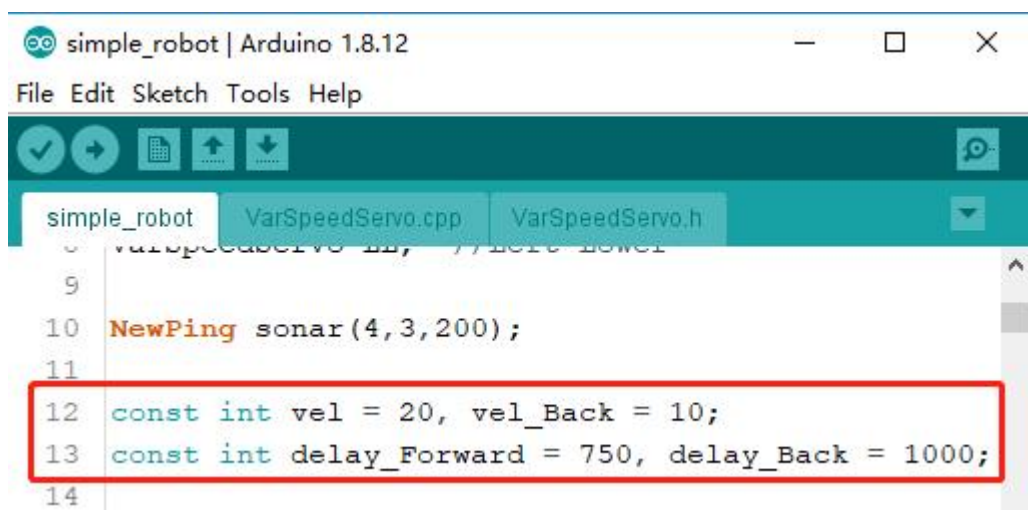 simple_robot | Arduino 1.8.12
File Edit Sketch Tools Help
simple_robot VarSpeedServo.cpp VarSpeedServo.h
9
10 NewPing sonar(4,3,200);
11
12 const int vel = 20, vel_Back = 10;
13 const int delay_Forward = 750, delay_Back = 1000;
14